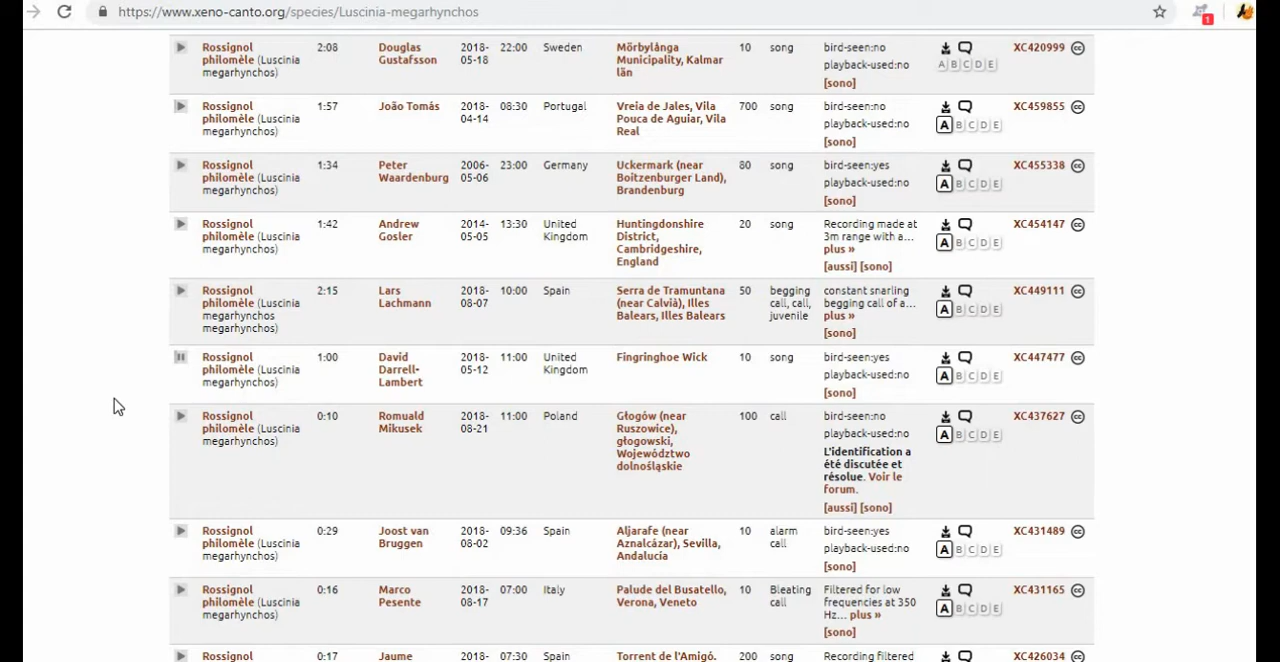 https://www.xeno-canto.org/species/Luscinia-megarhynchos
1
Rossignol philomèle (Luscinia megarhynchos) 2:08 Douglas Gustafsson 2018-05-18 22:00 Sweden Mörbylånga Municipality, Kalmar län 10 song bird-seen:no playback-used:no [sono] A B C D E XC420999
Rossignol philomèle (Luscinia megarhynchos) 1:57 João Tomás 2018-04-14 08:30 Portugal Vreia de Jales, Vila Pouca de Aguiar, Vila Real 700 song bird-seen:no playback-used:no [sono] A B C D E XC459855
Rossignol philomèle (Luscinia megarhynchos) 1:34 Peter Waardenburg 2006-05-06 23:00 Germany Uckermark (near Boitzenburger Land), Brandenburg 80 song bird-seen:yes playback-used:no [sono] A B C D E XC455338
Rossignol philomèle (Luscinia megarhynchos) 1:42 Andrew Gosler 2014-05-05 13:30 United Kingdom Huntingdonshire District, Cambridgeshire, England 20 song Recording made at 3m range with a... plus » [aussi] [sono] A B C D E XC454147
Rossignol philomèle (Luscinia megarhynchos megarhynchos) 2:15 Lars Lachmann 2018-08-07 10:00 Spain Serra de Tramuntana (near Calvià), Illes Balears, Illes Balears 50 begging call, call, juvenile constant snarling begging call of a... plus » [sono] A B C D E XC449111
Rossignol philomèle (Luscinia megarhynchos) 1:00 David Darrell-Lambert 2018-05-12 11:00 United Kingdom Fingringhoe Wick 10 song bird-seen:yes playback-used:no [sono] A B C D E XC447477
Rossignol philomèle (Luscinia megarhynchos) 0:10 Romuald Mikusek 2018-08-21 11:00 Poland Głogów (near Ruszowice), głogowski, Województwo dolnośląskie 100 call bird-seen:no playback-used:no L'identification a été discutée et résolue. Voir le forum. [aussi] [sono] A B C D E XC437627
Rossignol philomèle (Luscinia megarhynchos) 0:29 Joost van Bruggen 2018-08-02 09:36 Spain Aljarafe (near Aznalcázar), Sevilla, Andalucía 10 alarm call bird-seen:yes playback-used:no [sono] A B C D E XC431489
Rossignol philomèle (Luscinia megarhynchos) 0:16 Marco Pesente 2018-08-17 07:00 Italy Palude del Busatello, Verona, Veneto 10 Bleating call Filtered for low frequencies at 350 Hz... plus » [sono] A B C D E XC431165
Rossignol 0:17 Jaume 2018- 07:30 Spain Torrent de l'Amigó. 200 song Recording filtered XC426034